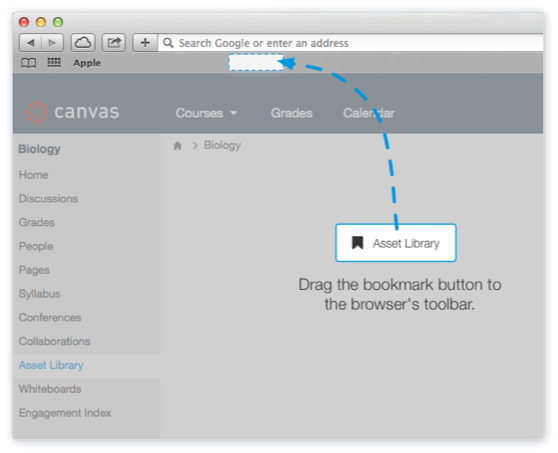 Search Google or enter an address
Apple
canvas
Courses
Grades
Calendar
Biology
Biology
Home
Discussions
Grades
People
Pages
Syllabus
Conferences
Collaborations
Asset Library
Whiteboards
Engagement Index
Asset Library
Drag the bookmark button to
the browser's toolbar.